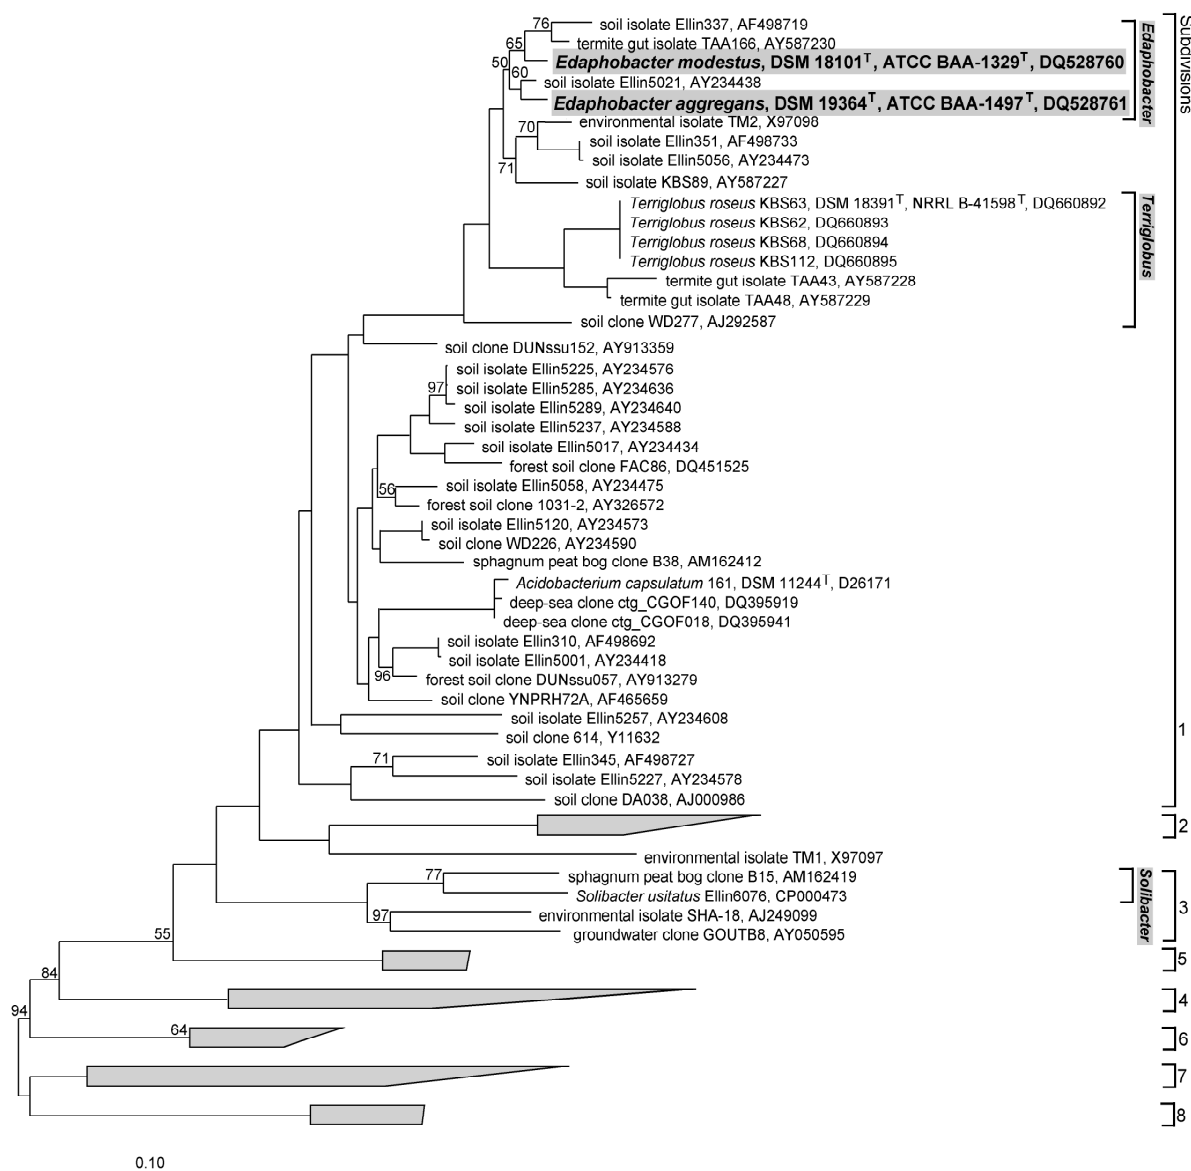 Subdivisions
76
soil isolate Ellin337, AF498719
65
termite gut isolate TAA166, AY587230
50
Edaphobacter modestus, DSM 18101T, ATCC BAA-1329T, DQ528760
60
soil isolate Ellin5021, AY234438
Edaphobacter aggregans, DSM 19364T, ATCC BAA-1497T, DQ528761
Edaphobacter
70
environmental isolate TM2, X97098
soil isolate Ellin351, AF498733
soil isolate Ellin5056, AY234473
71
soil isolate KBS89, AY587227
Terriglobus roseus KBS63, DSM 18391T, NRRL B-41598T, DQ660892
Terriglobus roseus KBS62, DQ660893
Terriglobus roseus KBS68, DQ660894
Terriglobus roseus KBS112, DQ660895
Terriglobus
termite gut isolate TAA43, AY587228
termite gut isolate TAA48, AY587229
soil clone WD277, AJ292587
soil clone DUNssu152, AY913359
soil isolate Ellin5225, AY234576
97
soil isolate Ellin5285, AY234636
soil isolate Ellin5289, AY234640
soil isolate Ellin5237, AY234588
soil isolate Ellin5017, AY234434
forest soil clone FAC86, DQ451525
56
soil isolate Ellin5058, AY234475
forest soil clone 1031-2, AY326572
soil isolate Ellin5120, AY234573
soil clone WD226, AY234590
sphagnum peat bog clone B38, AM162412
Acidobacterium capsulatum 161, DSM 11244T, D26171
deep-sea clone ctg_CGOF140, DQ395919
deep-sea clone ctg_CGOF018, DQ395941
soil isolate Ellin310, AF498692
soil isolate Ellin5001, AY234418
96
forest soil clone DUNssu057, AY913279
soil clone YNPRH72A, AF465659
soil isolate Ellin5257, AY234608
soil clone 614, Y11632
1
71
soil isolate Ellin345, AF498727
soil isolate Ellin5227, AY234578
soil clone DA038, AJ000986
2
environmental isolate TM1, X97097
77
sphagnum peat bog clone B15, AM162419
Solibacter usitatus Ellin6076, CP000473
Solibacter
3
97
environmental isolate SHA-18, AJ249099
groundwater clone GOUTB8, AY050595
55
5
84
4
94
64
6
7
8
0.10